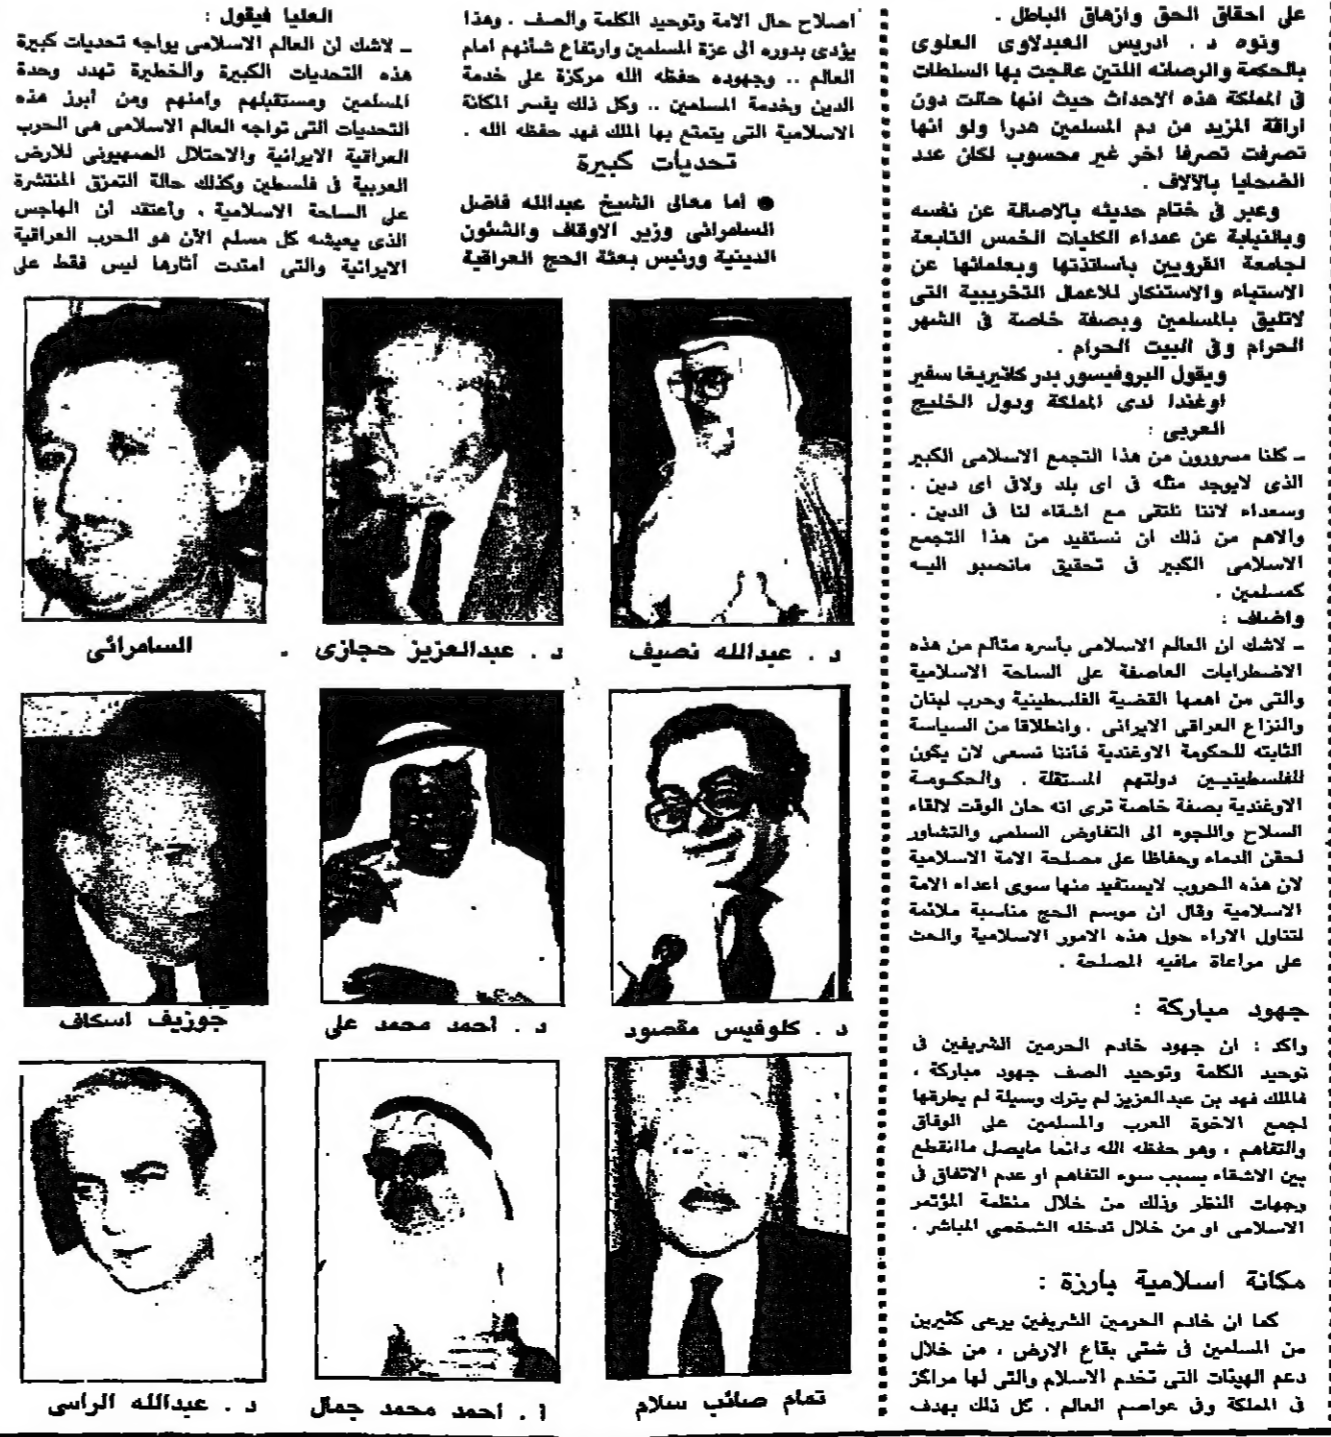 على احقاق الحق وازهاق الباطل .
ونوه د . ادريس العبدلاوى العلوى
بالحكمة والرصانه اللتين عالجت بها السلطات
فى المملكة هذه الاحداث حيث انها حالت دون
اراقة المزيد من دم المسلمين هدرا ولو انها
تصرفت تصرفا اخر غير محسوب لكان عدد
الضحايا بالآلاف .
وعبر فى ختام حديثه بالاصالة عن نفسه
وبالنيابة عن عمداء الكليات الخمس التابعة
لجامعة القرويين بأساتذتها وبعلمائها عن
الاستياء والاستنكار للاعمال التخريبية التى
لاتليق بالمسلمين وبصفة خاصة فى الشهر
الحرام وفى البيت الحرام .
ويقول البروفيسور بدر كاتيريغا سفير
اوغندا لدى المملكة ودول الخليج
العربى :
ـ كلنا مسرورون من هذا التجمع الاسلامى الكبير
الذى لايوجد مثله فى اى بلد ولافى اى دين .
وسعداء لاننا نلتقى مع اشقاء لنا فى الدين .
والاهم من ذلك ان نستفيد من هذا التجمع
الاسلامى الكبير فى تحقيق مانصبو اليه
كمسلمين .
واضاف :
ـ لاشك ان العالم الاسلامى بأسره متألم من هذه
الاضطرابات العاصفة على الساحة الاسلامية
والتى من اهمها القضية الفلسطينية وحرب لبنان
والنزاع العراقى الايرانى . وانطلاقا من السياسة
الثابته للحكومة الاوغندية فأننا نسعى لان يكون
للفلسطينيين دولتهم المستقلة . والحكومة
الاوغندية بصفة خاصة ترى انه حان الوقت لالقاء
السلاح واللجوء الى التفاوض السلمى والتشاور
لحقن الدماء وحفاظا على مصلحة الامة الاسلامية
لان هذه الحروب لايستفيد منها سوى اعداء الامة
الاسلامية وقال ان موسم الحج مناسبة ملائمة
لتناول الاراء حول هذه الامور الاسلامية والحث
على مراعاة مافيه المصلحة .
جهود مباركة :
واكد : ان جهود خادم الحرمين الشريفين فى
توحيد الكلمة وتوحيد الصف جهود مباركة ،
فالملك فهد بن عبدالعزيز لم يترك وسيلة لم يطرقها
لجمع الاخوة العرب والمسلمين على الوفاق
والتفاهم ، وهو حفظه الله دائما مايصل ماانقطع
بين الاشقاء بسبب سوء التفاهم او عدم الاتفاق فى
وجهات النظر وذلك من خلال منظمة المؤتمر
الاسلامى او من خلال تدخله الشخصي المباشر .
مكانة اسلامية بارزة :
كما ان خادم الحرمين الشريفين يرعى كثيرين
من المسلمين فى شتى بقاع الارض ، من خلال
دعم الهيئات التى تخدم الاسلام والتى لها مراكز
فى المملكة وفى عواصم العالم . كل ذلك بهدف
اصلاح حال الامة وتوحيد الكلمة والصف . وهذا
يؤدى بدوره الى عزة المسلمين وارتفاع شأنهم امام
العالم .. وجهوده حفظه الله مركزة على خدمة
الدين وخدمة المسلمين .. وكل ذلك يفسر المكانة
الاسلامية التى يتمتع بها الملك فهد حفظه الله .
تحديات كبيرة
● أما معالى الشيخ عبدالله فاضل
السامرائى وزير الاوقاف والشئون
الدينية ورئيس بعثة الحج العراقية
العليا فيقول :
ـ لاشك ان العالم الاسلامى يواجه تحديات كبيرة
هذه التحديات الكبيرة والخطيرة تهدد وحدة
المسلمين ومستقبلهم وأمنهم ومن أبرز هذه
التحديات التى تواجه العالم الاسلامى هى الحرب
العراقية الايرانية والاحتلال الصهيونى للارض
العربية فى فلسطين وكذلك حالة التمزق المنتشرة
على الساحة الاسلامية ، وأعتقد ان الهاجس
الذى يعيشه كل مسلم الآن هو الحرب العراقية
الايرانية والتى امتدت آثارها ليس فقط على
د . عبدالله نصيف
د . عبدالعزيز حجازى
السامرائى
د . كلوفيس مقصود
د . احمد محمد على
جوزيف اسكاف
تمام صائب سلام
أ . احمد محمد جمال
د . عبدالله الراسى